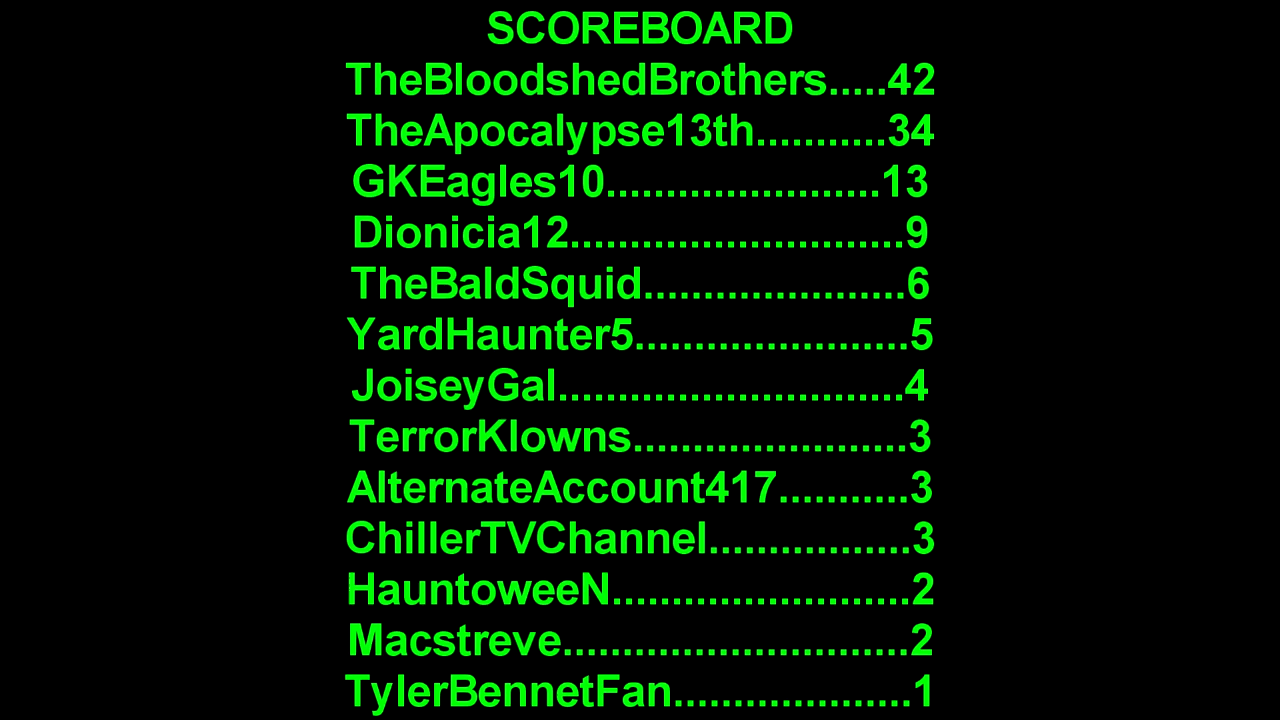 SCOREBOARD
TheBloodshedBrothers.....42
TheApocalypse13th...........34
GKEagles10.......................13
Dionicia12............................9
TheBaldSquid......................6
YardHaunter5.......................5
JoiseyGal.............................4
TerrorKlowns.......................3
AlternateAccount417...........3
ChillerTVChannel.................3
HauntoweeN.........................2
Macstreve.............................2
TylerBennetFan....................1